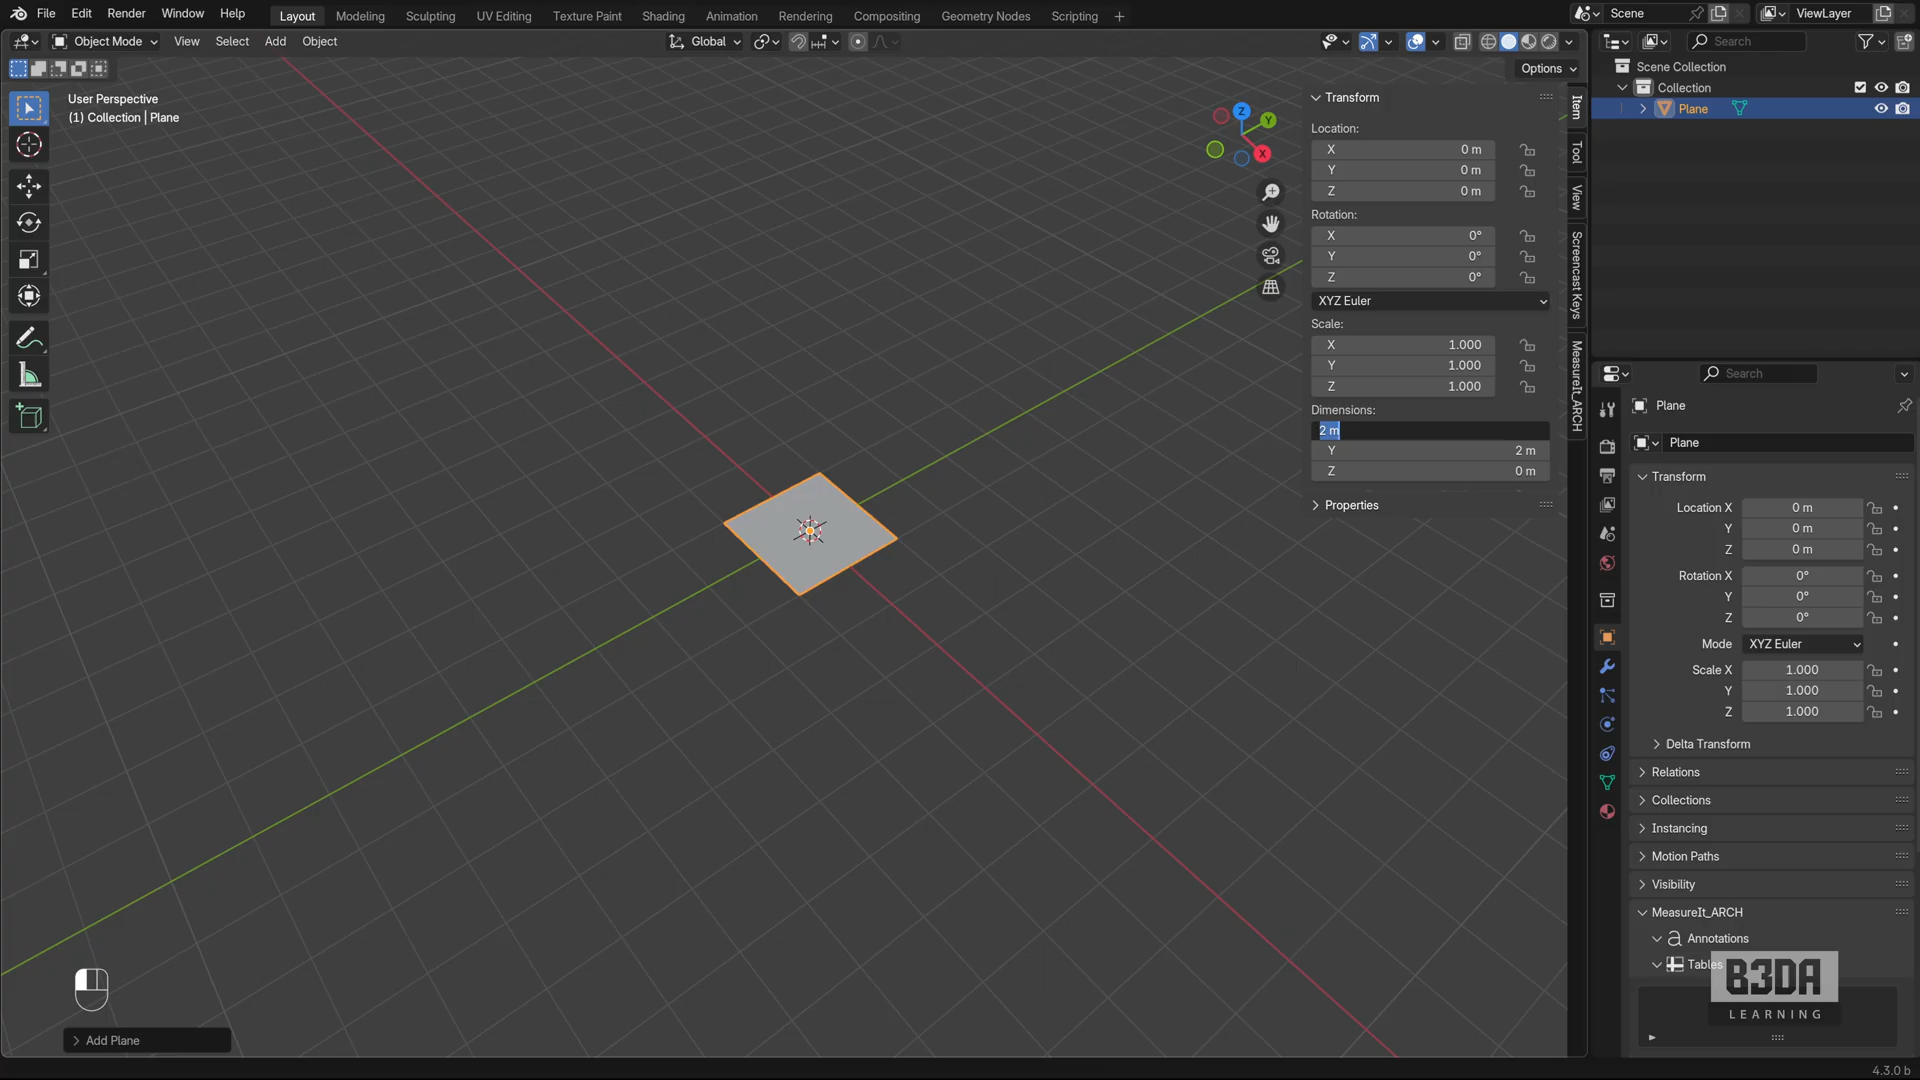 File Edit Render Window Help Layout Modeling Sculpting UV Editing Texture Paint Shading Animation Rendering Compositing Geometry Nodes Scripting + Scene ViewLayer
Object Mode View Select Add Object Global Search
Options
User Perspective
(1) Collection | Plane
Z
Y
X
Transform
Location:
X 0 m
Y 0 m
Z 0 m
Rotation:
X 0°
Y 0°
Z 0°
XYZ Euler
Scale:
X 1.000
Y 1.000
Z 1.000
Dimensions:
2 m
Y 2 m
Z 0 m
Properties
Item
Tool
View
Screencast Keys
MeasureIt_ARCH
Scene Collection
Collection
Plane
Search
Plane
Plane
Transform
Location X 0 m
Y 0 m
Z 0 m
Rotation X 0°
Y 0°
Z 0°
Mode XYZ Euler
Scale X 1.000
Y 1.000
Z 1.000
Delta Transform
Relations
Collections
Instancing
Motion Paths
Visibility
MeasureIt_ARCH
Annotations
Tables
B3DA
LEARNING
Add Plane
4.3.0 b